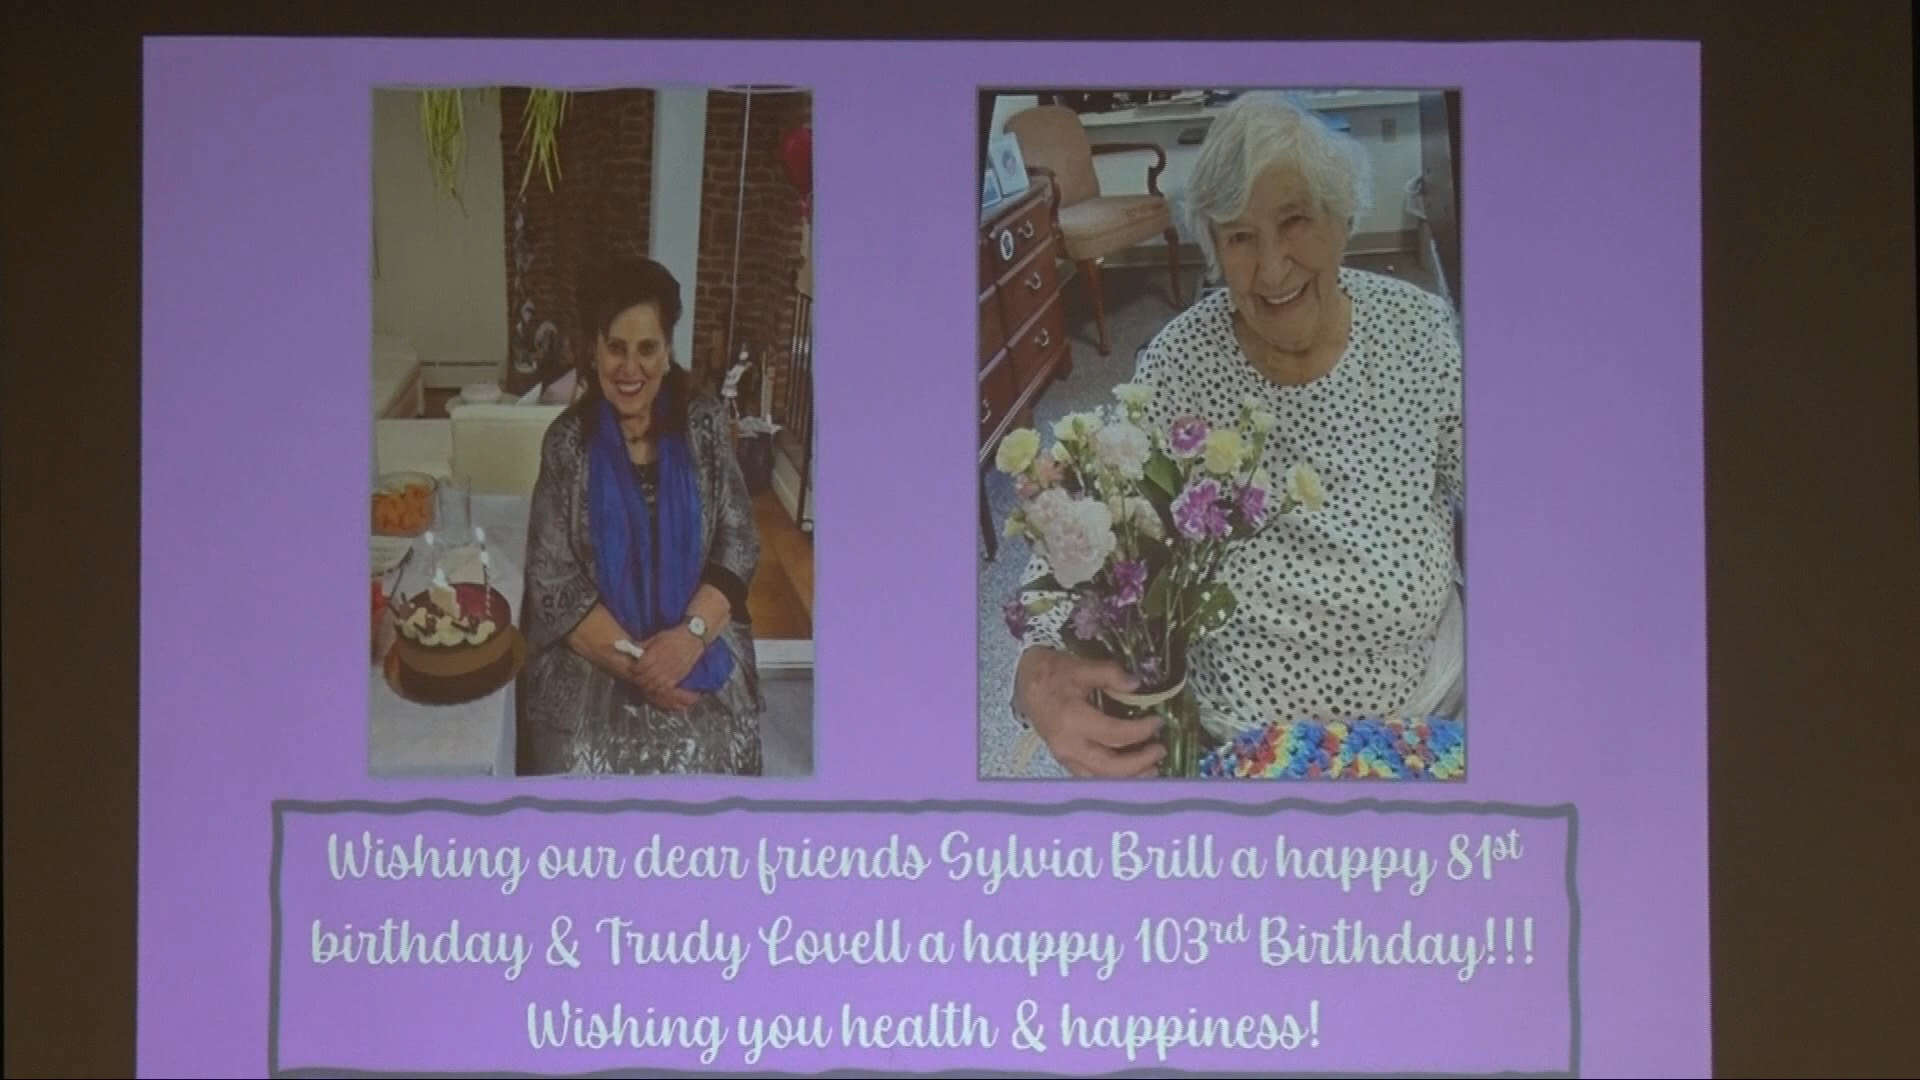 Wishing our dear friends Sylvia Brill a happy 81st
birthday & Trudy Lovell a happy 103rd Birthday!!!
Wishing you health & happiness!